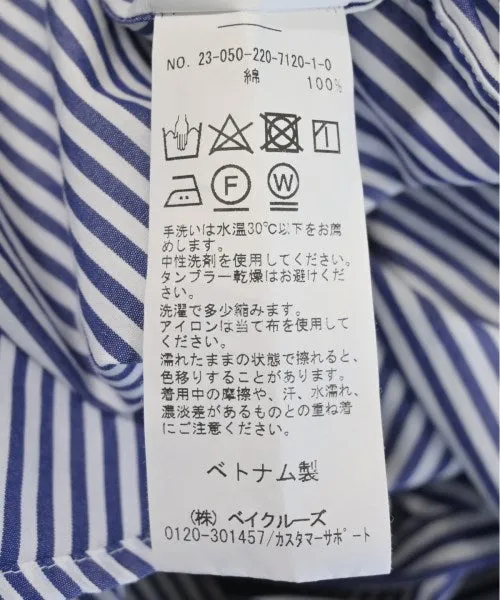 NO. 23-050-220-7120-1-0
綿 100%
F W
手洗いは水温30℃以下をお薦
めします。
中性洗剤を使用してください。
タンブラー乾燥はお避けくださ
い。
洗濯で多少縮みます。
アイロンは当て布を使用して
ください。
濡れたままの状態で擦れると、
色移りすることがあります。
着用中の摩擦や、汗、水濡れ、
濃淡差があるものとの重ね着
にご注意ください。
ベトナム製
(株) ベイクルーズ
0120-301457/カスタマーサポート